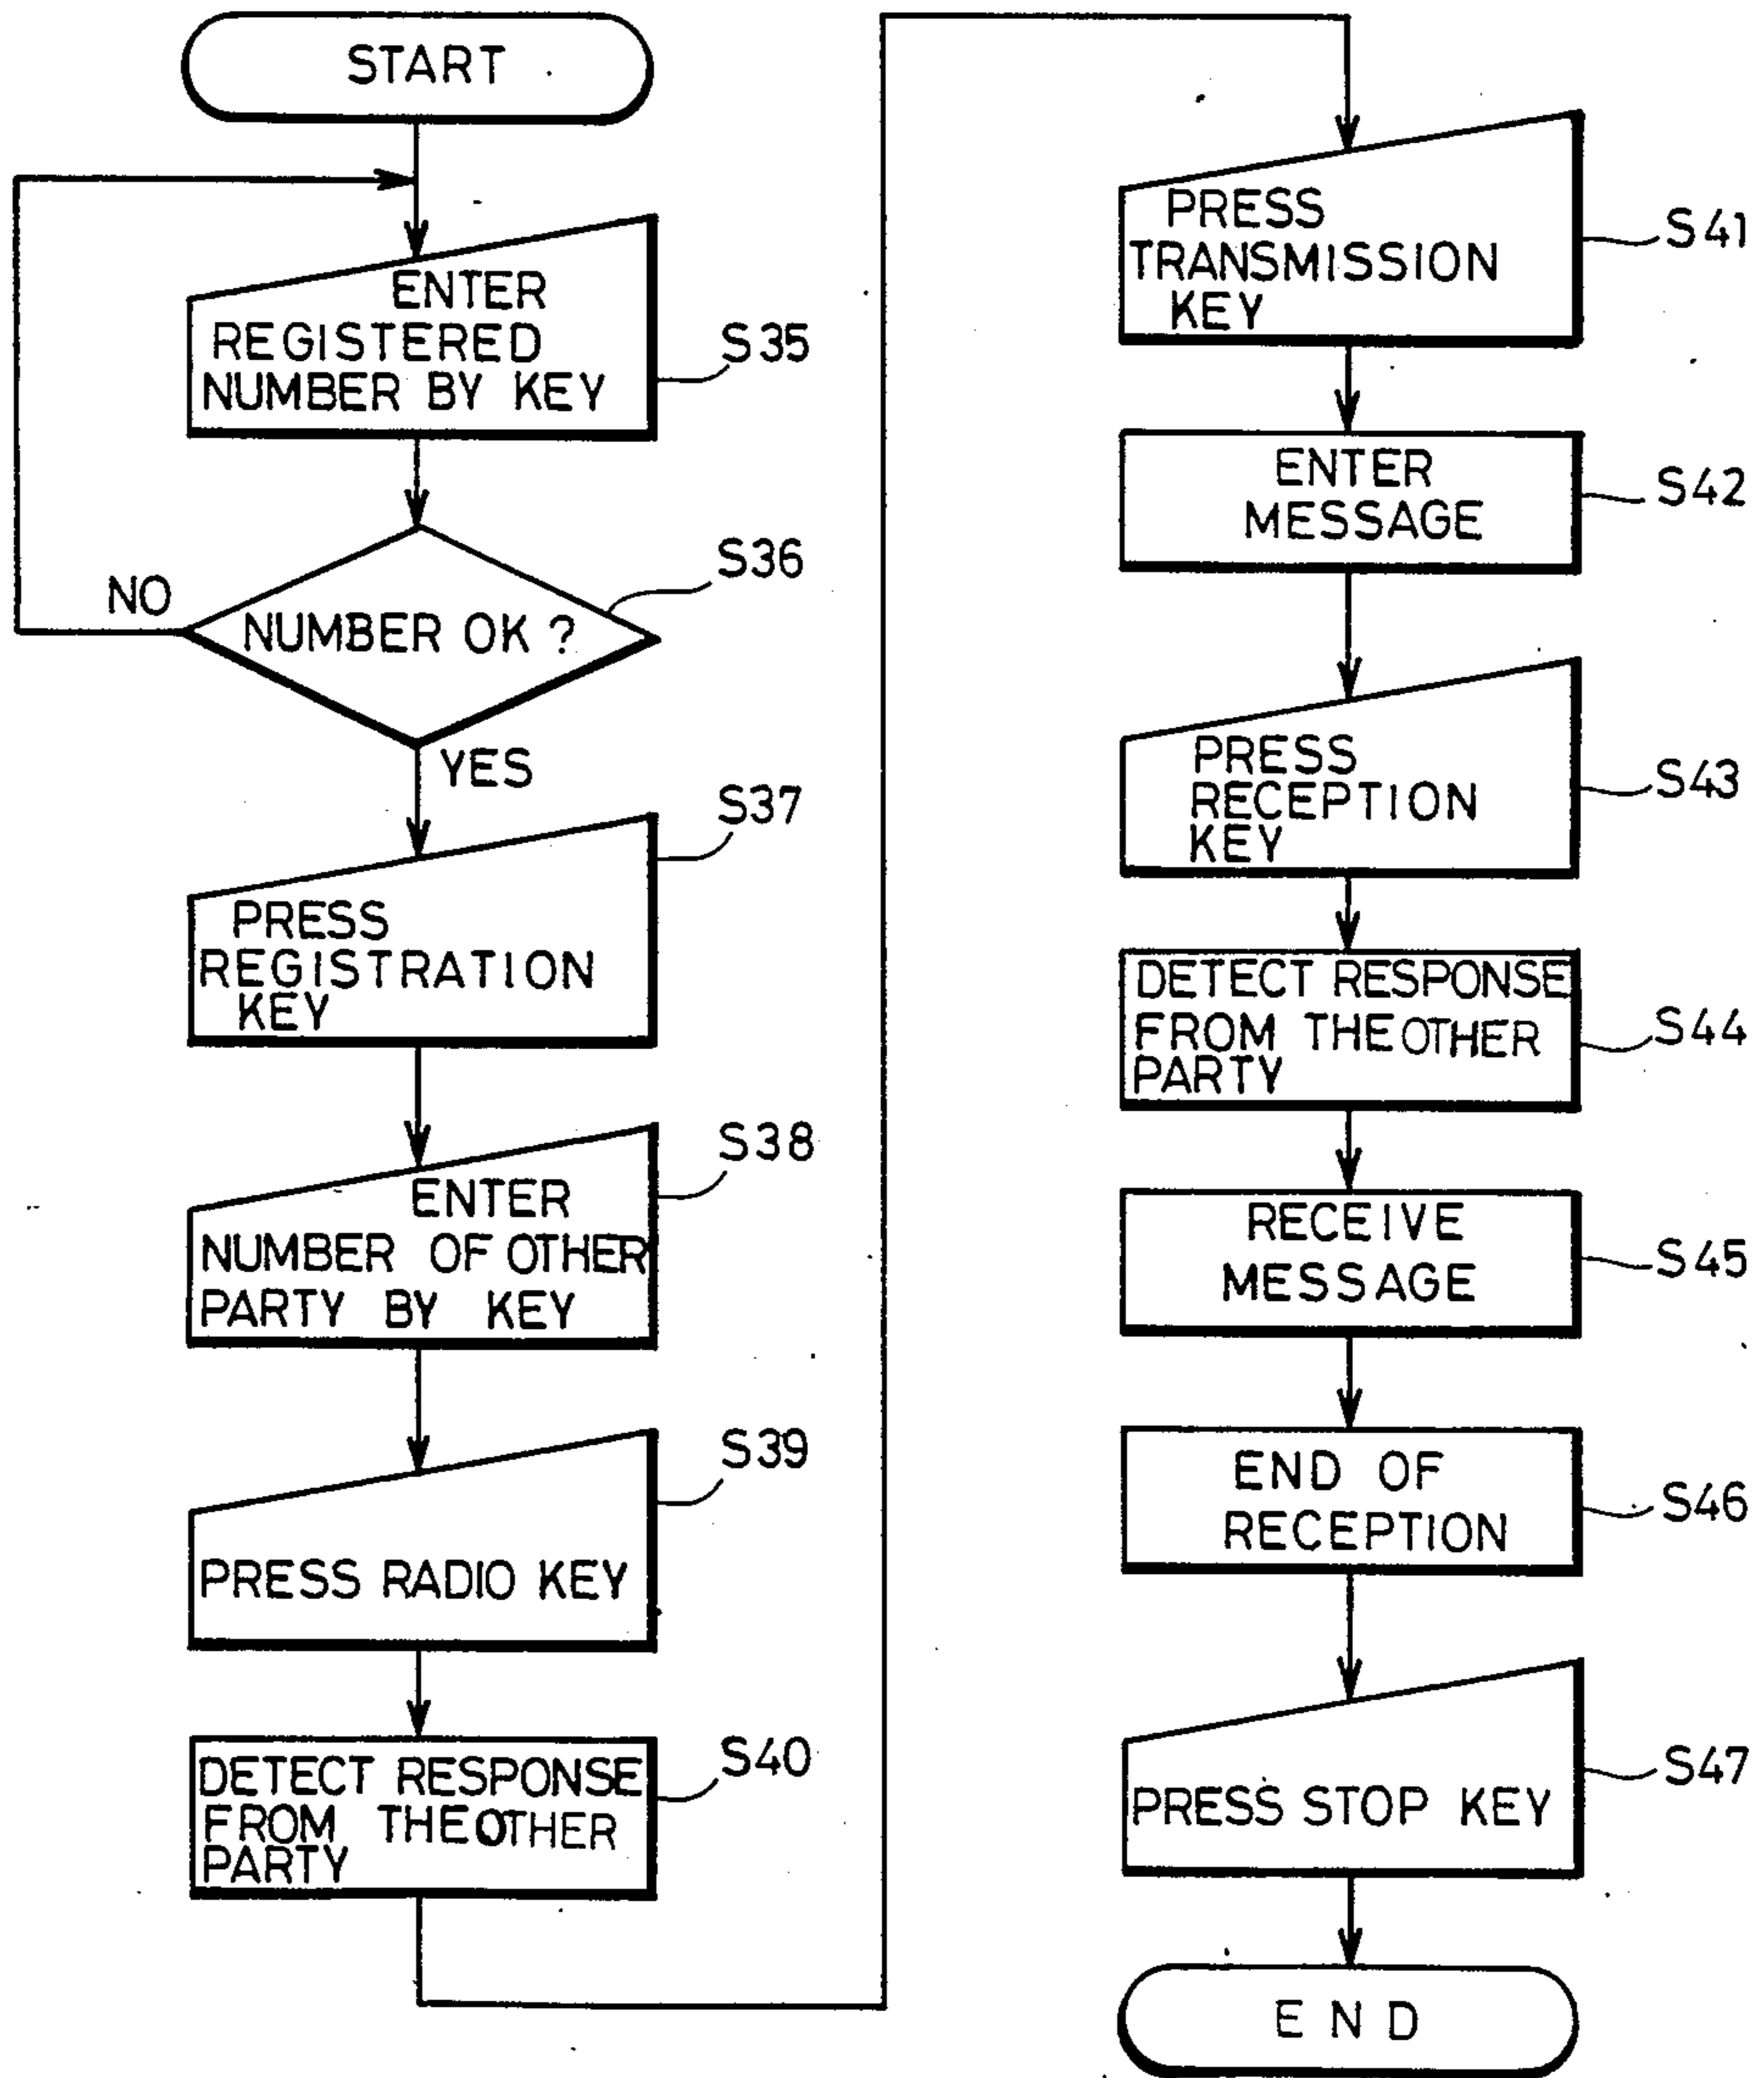 START
ENTER
REGISTERED
NUMBER BY KEY
S35
NUMBER OK ?
S36
NO
YES
PRESS
REGISTRATION
KEY
S37
ENTER
NUMBER OF OTHER
PARTY BY KEY
S38
PRESS RADIO KEY
S39
DETECT RESPONSE
FROM THE OTHER
PARTY
S40
PRESS
TRANSMISSION
KEY
S41
ENTER
MESSAGE
S42
PRESS
RECEPTION
KEY
S43
DETECT RESPONSE
FROM THE OTHER
PARTY
S44
RECEIVE
MESSAGE
S45
END OF
RECEPTION
S46
PRESS STOP KEY
S47
END